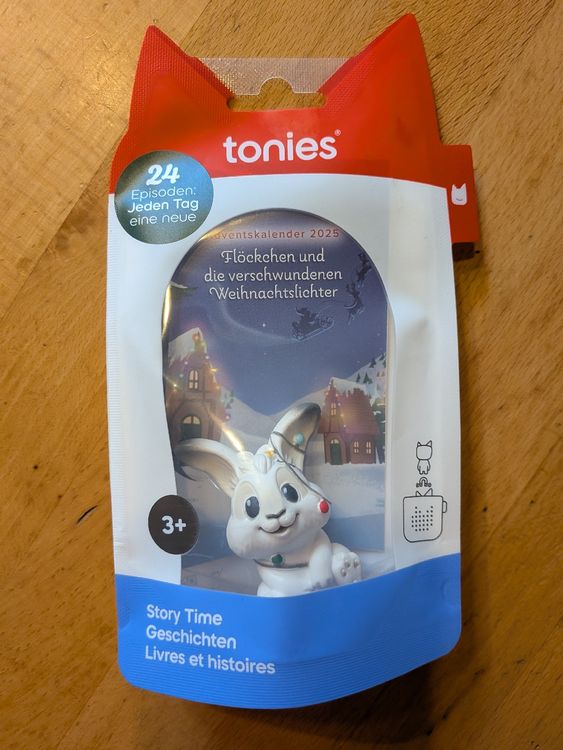 tonies®
24
Episoden:
Jeden Tag
eine neue
Adventskalender 2025
Flöckchen und
die verschwundenen
Weihnachtslichter
3+
Story Time
Geschichten
Livres et histoires